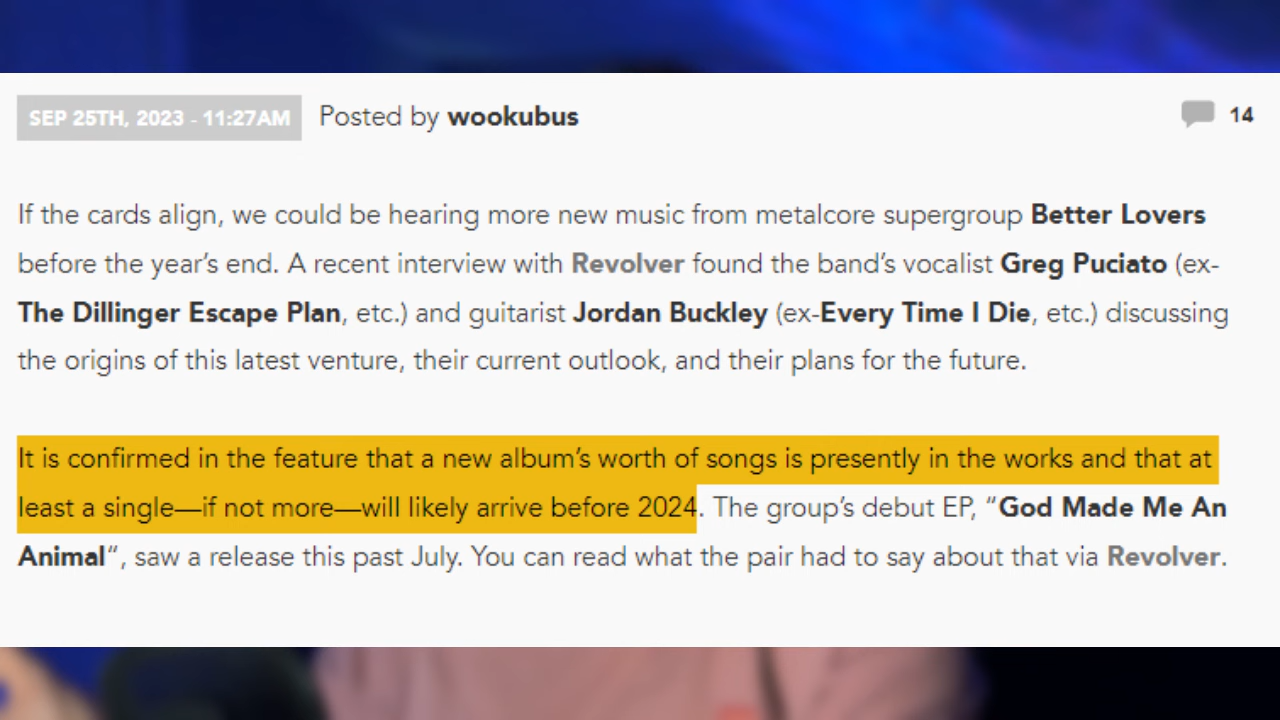 SEP 25TH, 2023 - 11:27AM Posted by wookubus 14
If the cards align, we could be hearing more new music from metalcore supergroup Better Lovers
before the year’s end. A recent interview with Revolver found the band’s vocalist Greg Puciato (ex-
The Dillinger Escape Plan, etc.) and guitarist Jordan Buckley (ex-Every Time I Die, etc.) discussing
the origins of this latest venture, their current outlook, and their plans for the future.
It is confirmed in the feature that a new album’s worth of songs is presently in the works and that at
least a single—if not more—will likely arrive before 2024. The group’s debut EP, “God Made Me An
Animal”, saw a release this past July. You can read what the pair had to say about that via Revolver.